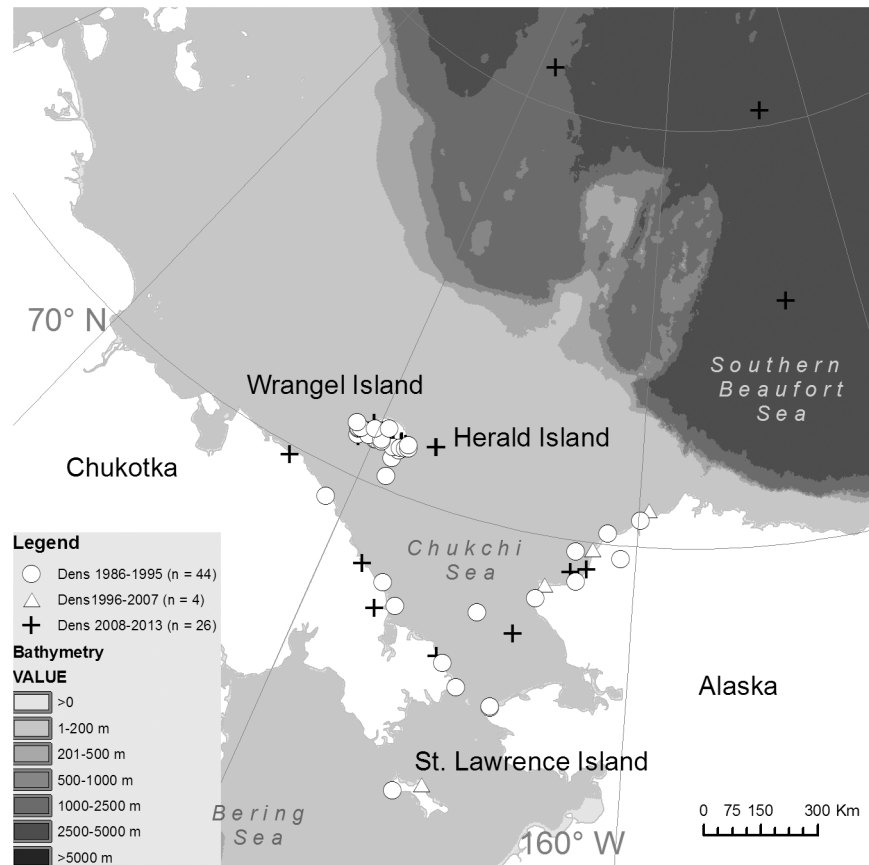 70° N
Wrangel Island
Herald Island
Chukotka
Southern
Beaufort
Sea
Chukchi
Sea
Alaska
St. Lawrence Island
Bering
Sea
160° W
Legend
Dens 1986-1995 (n = 44)
Dens1996-2007 (n = 4)
Dens 2008-2013 (n = 26)
Bathymetry
VALUE
>0
1-200 m
201-500 m
500-1000 m
1000-2500 m
2500-5000 m
>5000 m
0 75 150 300 Km